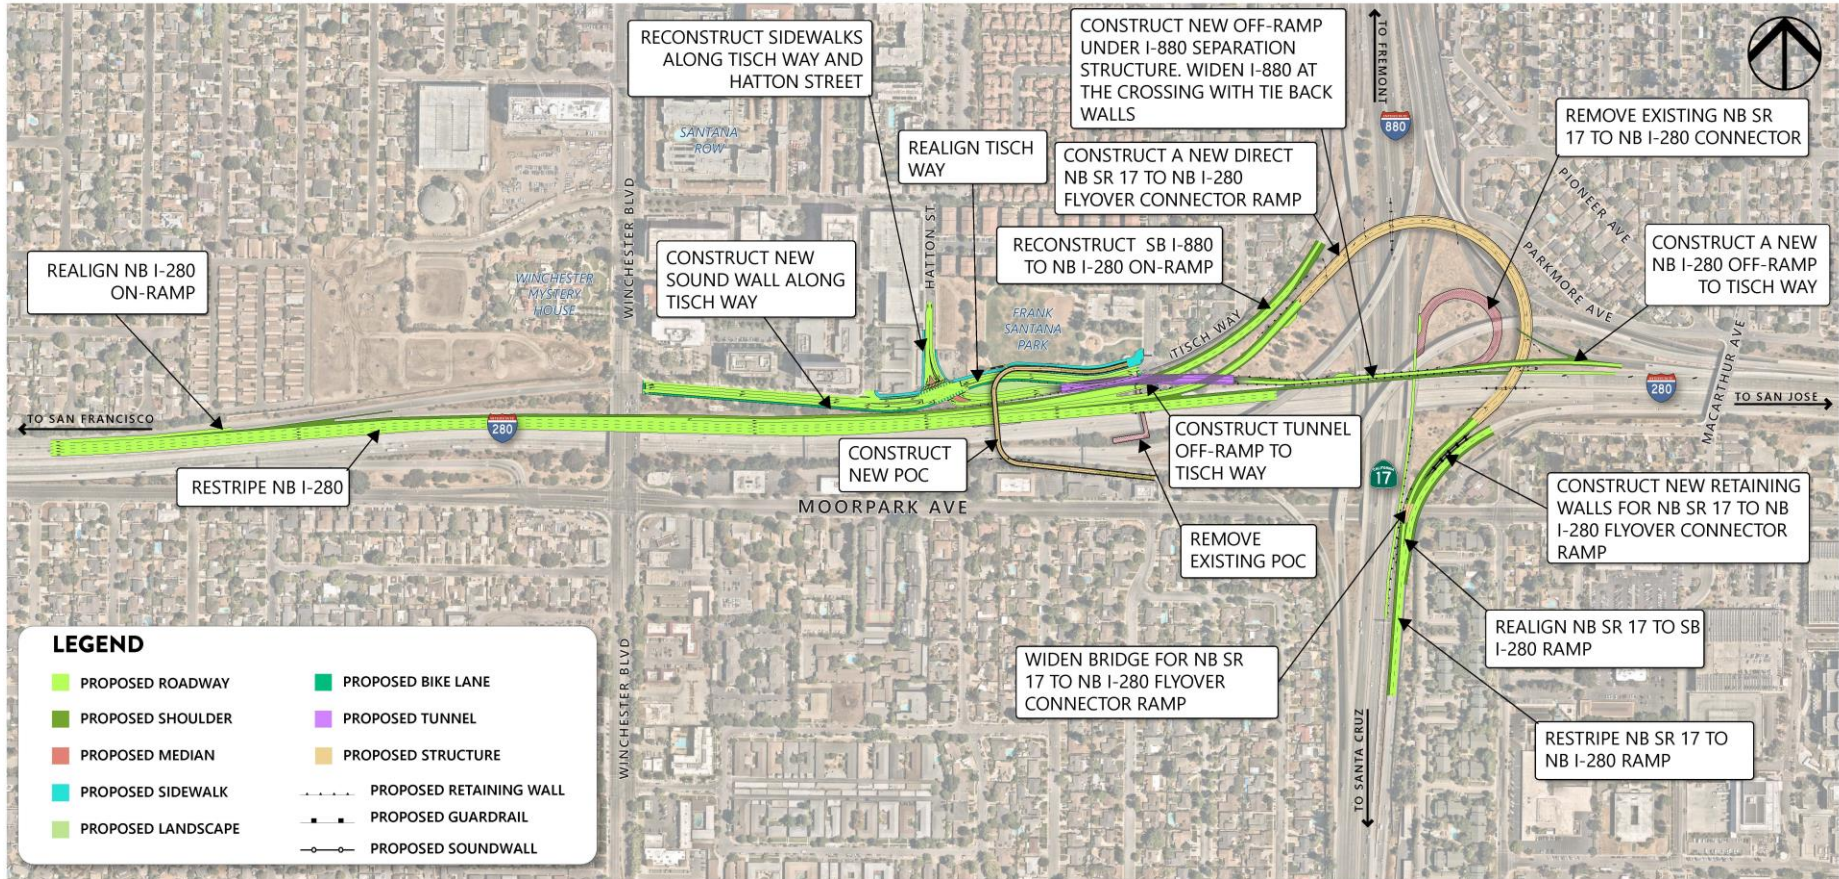 RECONSTRUCT SIDEWALKS
ALONG TISCH WAY AND
HATTON STREET
CONSTRUCT NEW OFF-RAMP
UNDER I-880 SEPARATION
STRUCTURE. WIDEN I-880 AT
THE CROSSING WITH TIE BACK
WALLS
TO FREMONT
880
REMOVE EXISTING NB SR
17 TO NB I-280 CONNECTOR
SANTANA
ROW
REALIGN TISCH
WAY
CONSTRUCT A NEW DIRECT
NB SR 17 TO NB I-280
FLYOVER CONNECTOR RAMP
PIONEER AVE
WINCHESTER BLVD
HATTON ST
RECONSTRUCT SB I-880
TO NB I-280 ON-RAMP
PARKMORE AVE
CONSTRUCT A NEW
NB I-280 OFF-RAMP
TO TISCH WAY
REALIGN NB I-280
ON-RAMP
CONSTRUCT NEW
SOUND WALL ALONG
TISCH WAY
WINCHESTER
MYSTERY
HOUSE
FRANK
SANTANA
PARK
TISCH WAY
MACARTHUR AVE
TO SAN FRANCISCO
280
280
TO SAN JOSE
RESTRIPE NB I-280
CONSTRUCT
NEW POC
CONSTRUCT TUNNEL
OFF-RAMP TO
TISCH WAY
CALIFORNIA
17
MOORPARK AVE
CONSTRUCT NEW RETAINING
WALLS FOR NB SR 17 TO NB
I-280 FLYOVER CONNECTOR
RAMP
REMOVE
EXISTING POC
REALIGN NB SR 17 TO SB
I-280 RAMP
WIDEN BRIDGE FOR NB SR
17 TO NB I-280 FLYOVER
CONNECTOR RAMP
WINCHESTER BLVD
TO SANTA CRUZ
RESTRIPE NB SR 17 TO
NB I-280 RAMP
LEGEND
PROPOSED ROADWAY
PROPOSED SHOULDER
PROPOSED MEDIAN
PROPOSED SIDEWALK
PROPOSED LANDSCAPE
PROPOSED BIKE LANE
PROPOSED TUNNEL
PROPOSED STRUCTURE
PROPOSED RETAINING WALL
PROPOSED GUARDRAIL
PROPOSED SOUNDWALL